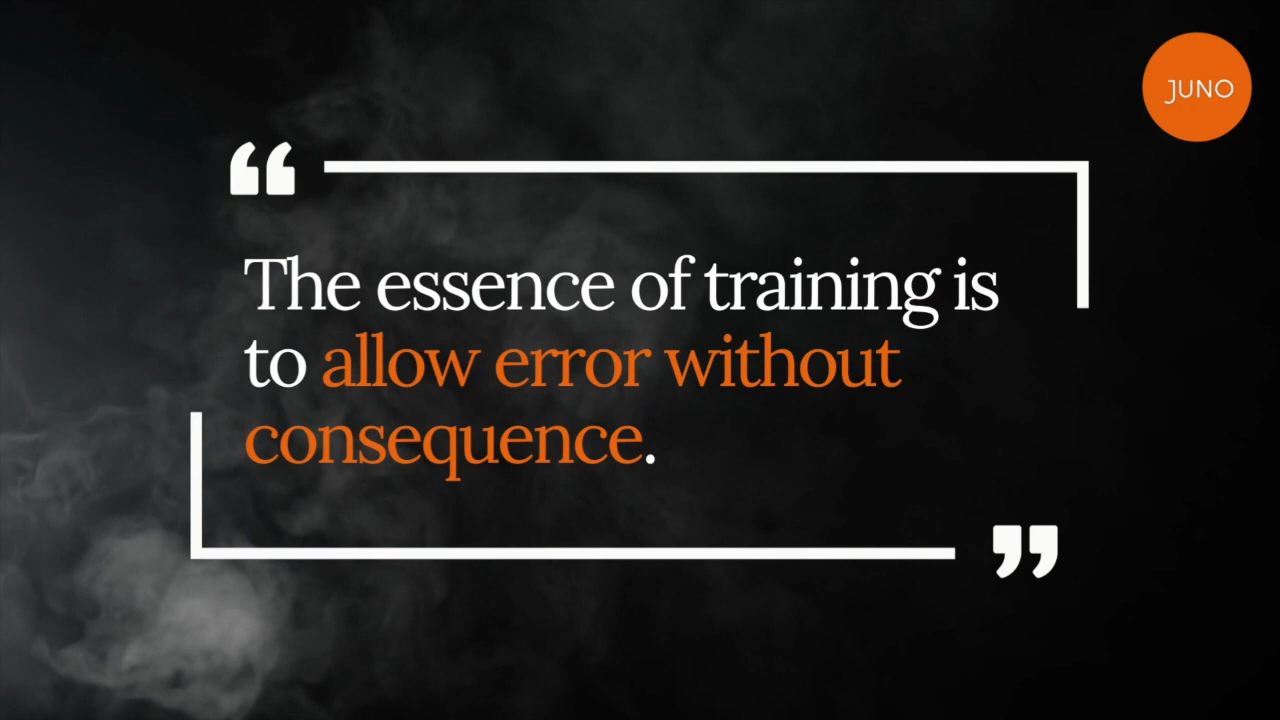 JUNO
“
The essence of training is
to allow error without
consequence.
”